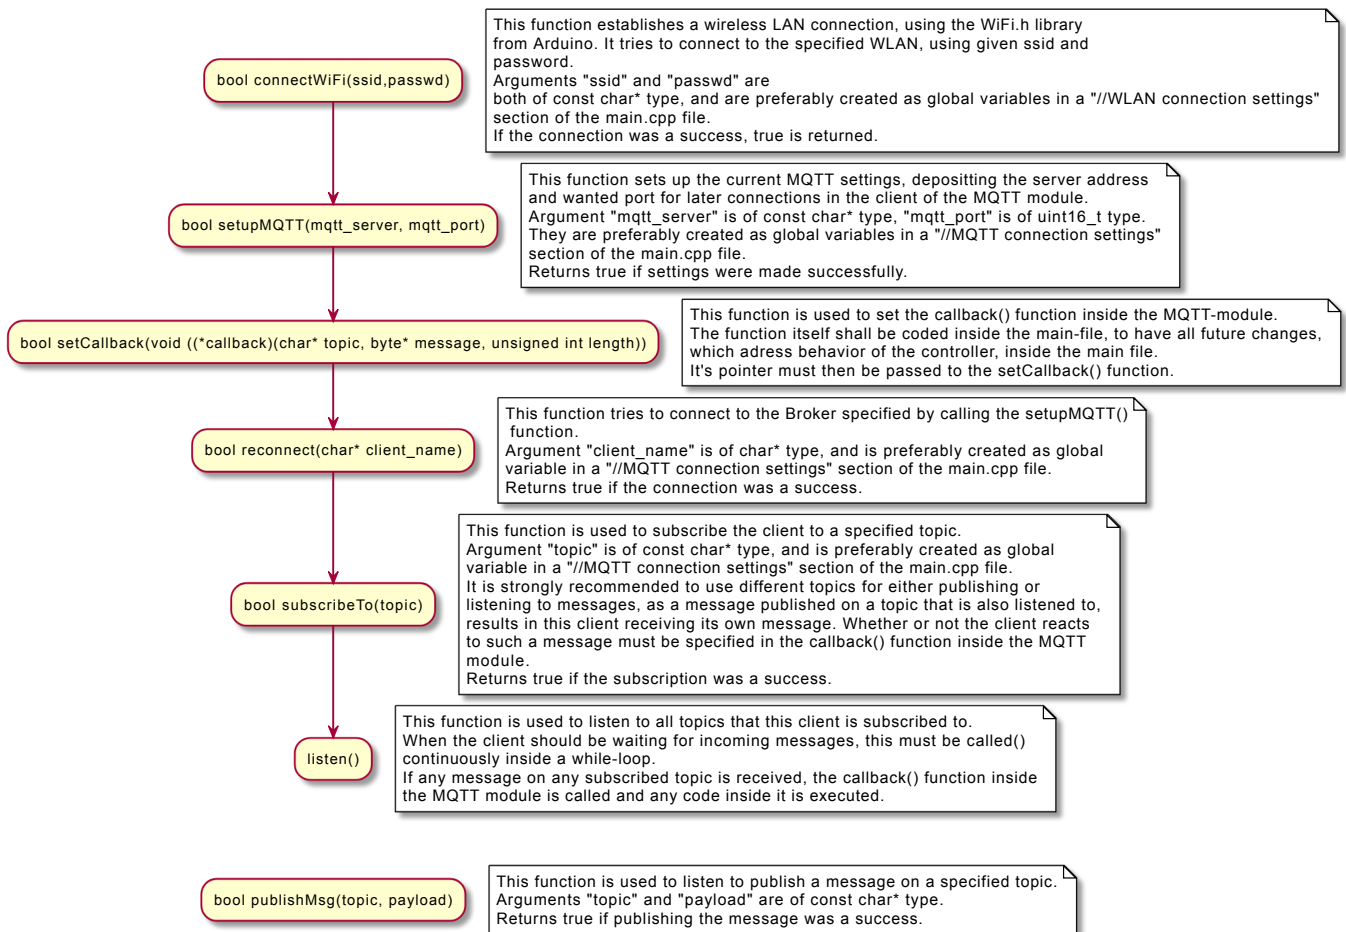 This function establishes a wireless LAN connection, using the WiFi.h library
from Arduino. It tries to connect to the specified WLAN, using given ssid and
password.
Arguments "ssid" and "passwd" are
both of const char* type, and are preferably created as global variables in a "//WLAN connection settings"
section of the main.cpp file.
If the connection was a success, true is returned.
bool connectWiFi(ssid,passwd)
This function sets up the current MQTT settings, depositting the server address
and wanted port for later connections in the client of the MQTT module.
Argument "mqtt_server" is of const char* type, "mqtt_port" is of uint16_t type.
They are preferably created as global variables in a "//MQTT connection settings"
section of the main.cpp file.
Returns true if settings were made successfully.
bool setupMQTT(mqtt_server, mqtt_port)
This function is used to set the callback() function inside the MQTT-module.
The function itself shall be coded inside the main-file, to have all future changes,
which adress behavior of the controller, inside the main file.
It's pointer must then be passed to the setCallback() function.
bool setCallback(void ((*callback)(char* topic, byte* message, unsigned int length))
This function tries to connect to the Broker specified by calling the setupMQTT()
function.
Argument "client_name" is of char* type, and is preferably created as global
variable in a "//MQTT connection settings" section of the main.cpp file.
Returns true if the connection was a success.
bool reconnect(char* client_name)
This function is used to subscribe the client to a specified topic.
Argument "topic" is of const char* type, and is preferably created as global
variable in a "//MQTT connection settings" section of the main.cpp file.
It is strongly recommended to use different topics for either publishing or
listening to messages, as a message published on a topic that is also listened to,
results in this client receiving its own message. Whether or not the client reacts
to such a message must be specified in the callback() function inside the MQTT
module.
Returns true if the subscription was a success.
bool subscribeTo(topic)
This function is used to listen to all topics that this client is subscribed to.
When the client should be waiting for incoming messages, this must be called()
continuously inside a while-loop.
If any message on any subscribed topic is received, the callback() function inside
the MQTT module is called and any code inside it is executed.
listen()
This function is used to listen to publish a message on a specified topic.
Arguments "topic" and "payload" are of const char* type.
Returns true if publishing the message was a success.
bool publishMsg(topic, payload)